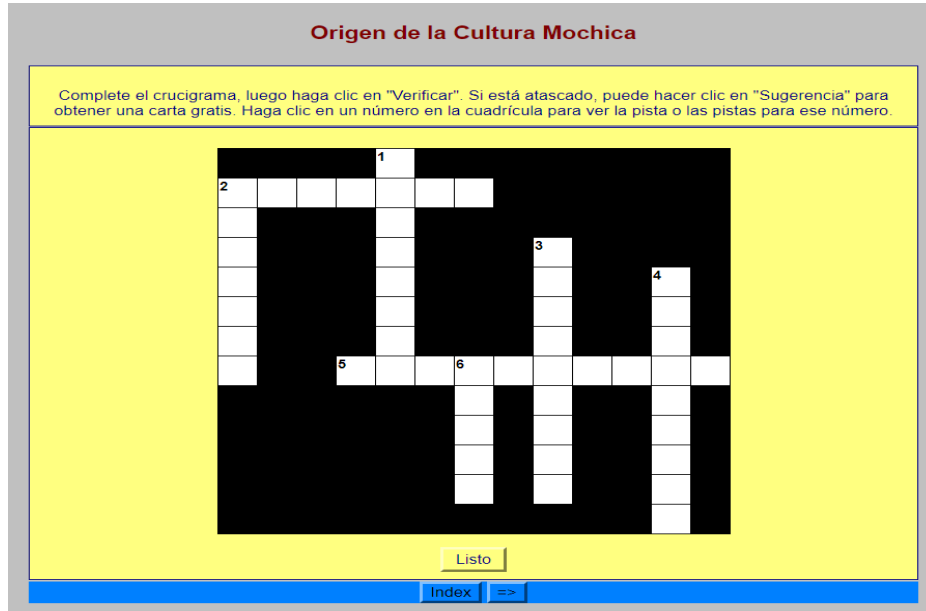 Origen de la Cultura Mochica
Complete el crucigrama, luego haga clic en "Verificar". Si está atascado, puede hacer clic en "Sugerencia" para
obtener una carta gratis. Haga clic en un número en la cuadrícula para ver la pista o las pistas para ese número.
1
2
3
4
5 6
Listo
Index =>